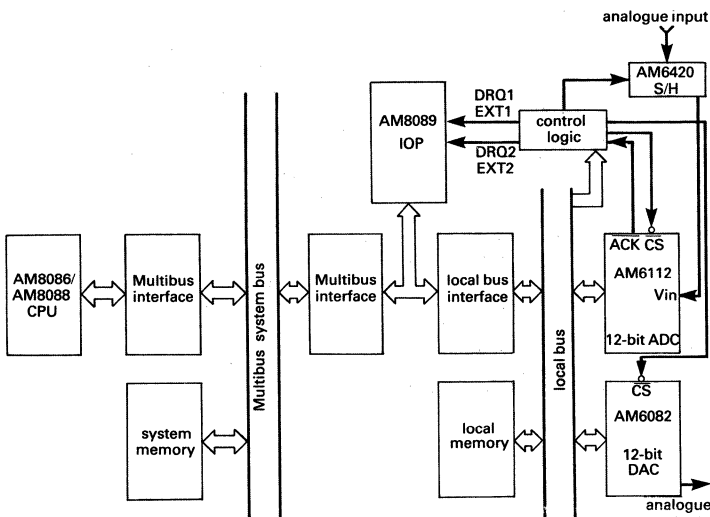 analogue input
AM6420
S/H
DRQ1
EXT1
AM8089
IOP
control
logic
DRQ2
EXT2
ACK CS
AM8086/
AM8088
CPU
Multibus
interface
Multibus system bus
Multibus
interface
local bus
interface
local bus
AM6112
Vin
12-bit ADC
system
memory
local
memory
CS
AM6082
12-bit
DAC
analogue